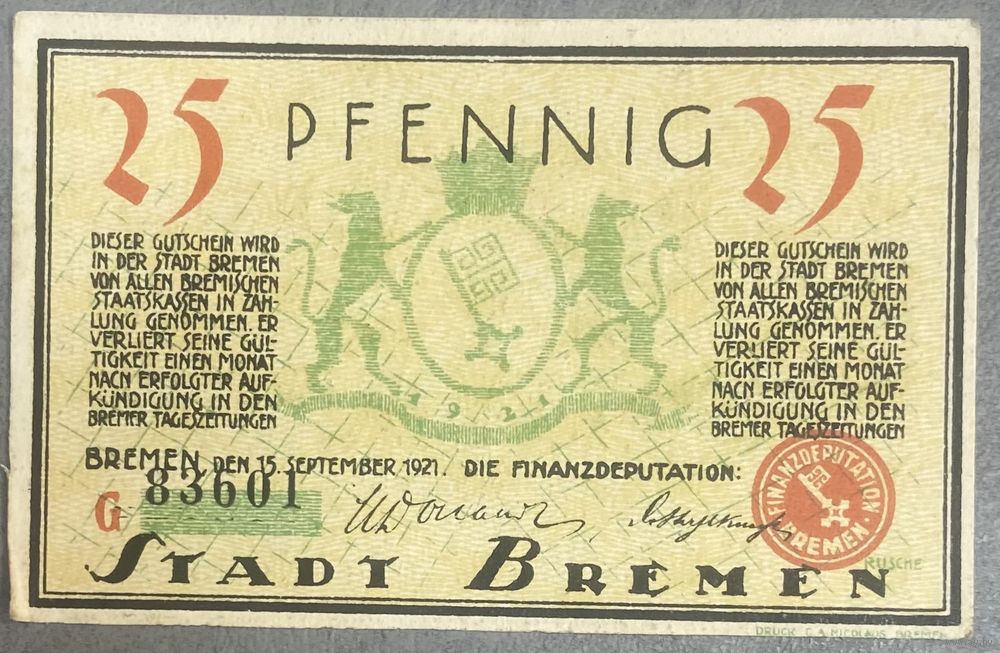 25 PFENNIG 25
DIESER GUTSCHEIN WIRD
IN DER STADT BREMEN
VON ALLEN BREMISCHEN
STAATSKASSEN IN ZAH-
LUNG GENOMMEN. ER
VERLIERT SEINE GÜL-
TIGKEIT EINEN MONAT
NACH ERFOLGTER AUF-
KÜNDIGUNG IN DEN
BREMER TAGESZEITUNGEN
DIESER GUTSCHEIN WIRD
IN DER STADT BREMEN
VON ALLEN BREMISCHEN
STAATSKASSEN IN ZAH-
LUNG GENOMMEN. ER
VERLIERT SEINE GÜL-
TIGKEIT EINEN MONAT
NACH ERFOLGTER AUF-
KÜNDIGUNG IN DEN
BREMER TAGESZEITUNGEN
1921
BREMEN, DEN 15. SEPTEMBER 1921. DIE FINANZDEPUTATION:
G 83601
FINANZDEPUTATION
BREMEN
RUSCHE
STADT BREMEN
DRUCK C.A. NICOLAUS, BREMEN